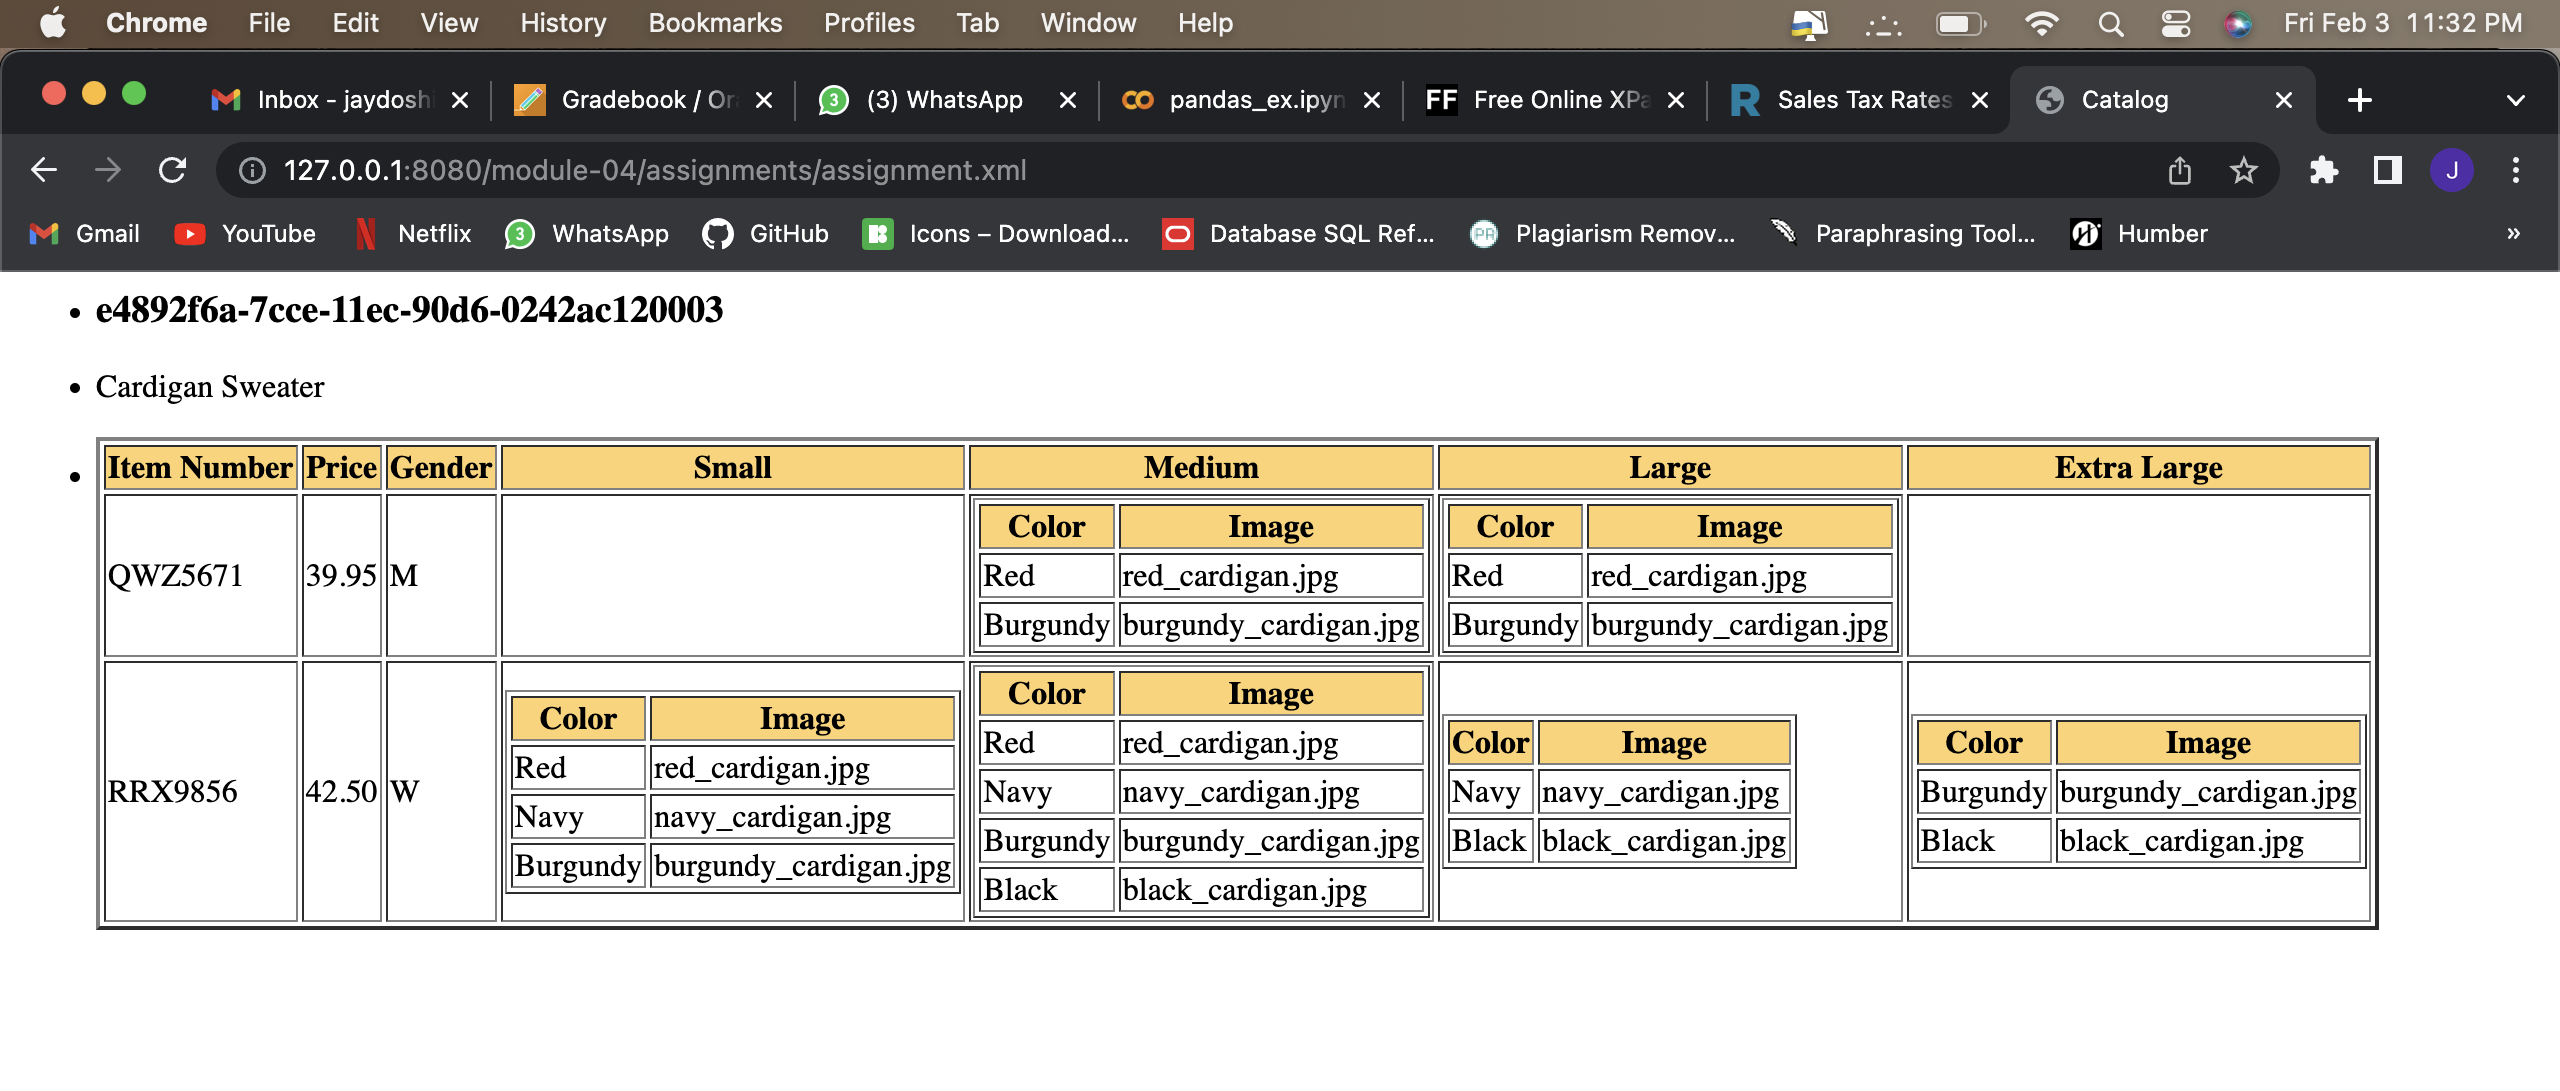 Chrome File Edit View History Bookmarks Profiles Tab Window Help Fri Feb 3 11:32 PM
Inbox - jaydoshi Gradebook / Or 3 (3) WhatsApp pandas_ex.ipyn FF Free Online XPa R Sales Tax Rates Catalog
127.0.0.1:8080/module-04/assignments/assignment.xml J
Gmail YouTube Netflix 3 WhatsApp GitHub Icons – Download... Database SQL Ref... PR Plagiarism Remov... Paraphrasing Tool... Humber »
• e4892f6a-7cce-11ec-90d6-0242ac120003
• Cardigan Sweater
• Item Number Price Gender Small Medium Large Extra Large
QWZ5671 39.95 M
Color Image
Red red_cardigan.jpg
Burgundy burgundy_cardigan.jpg
Color Image
Red red_cardigan.jpg
Burgundy burgundy_cardigan.jpg
RRX9856 42.50 W
Color Image
Red red_cardigan.jpg
Navy navy_cardigan.jpg
Burgundy burgundy_cardigan.jpg
Color Image
Red red_cardigan.jpg
Navy navy_cardigan.jpg
Burgundy burgundy_cardigan.jpg
Black black_cardigan.jpg
Color Image
Navy navy_cardigan.jpg
Black black_cardigan.jpg
Color Image
Burgundy burgundy_cardigan.jpg
Black black_cardigan.jpg